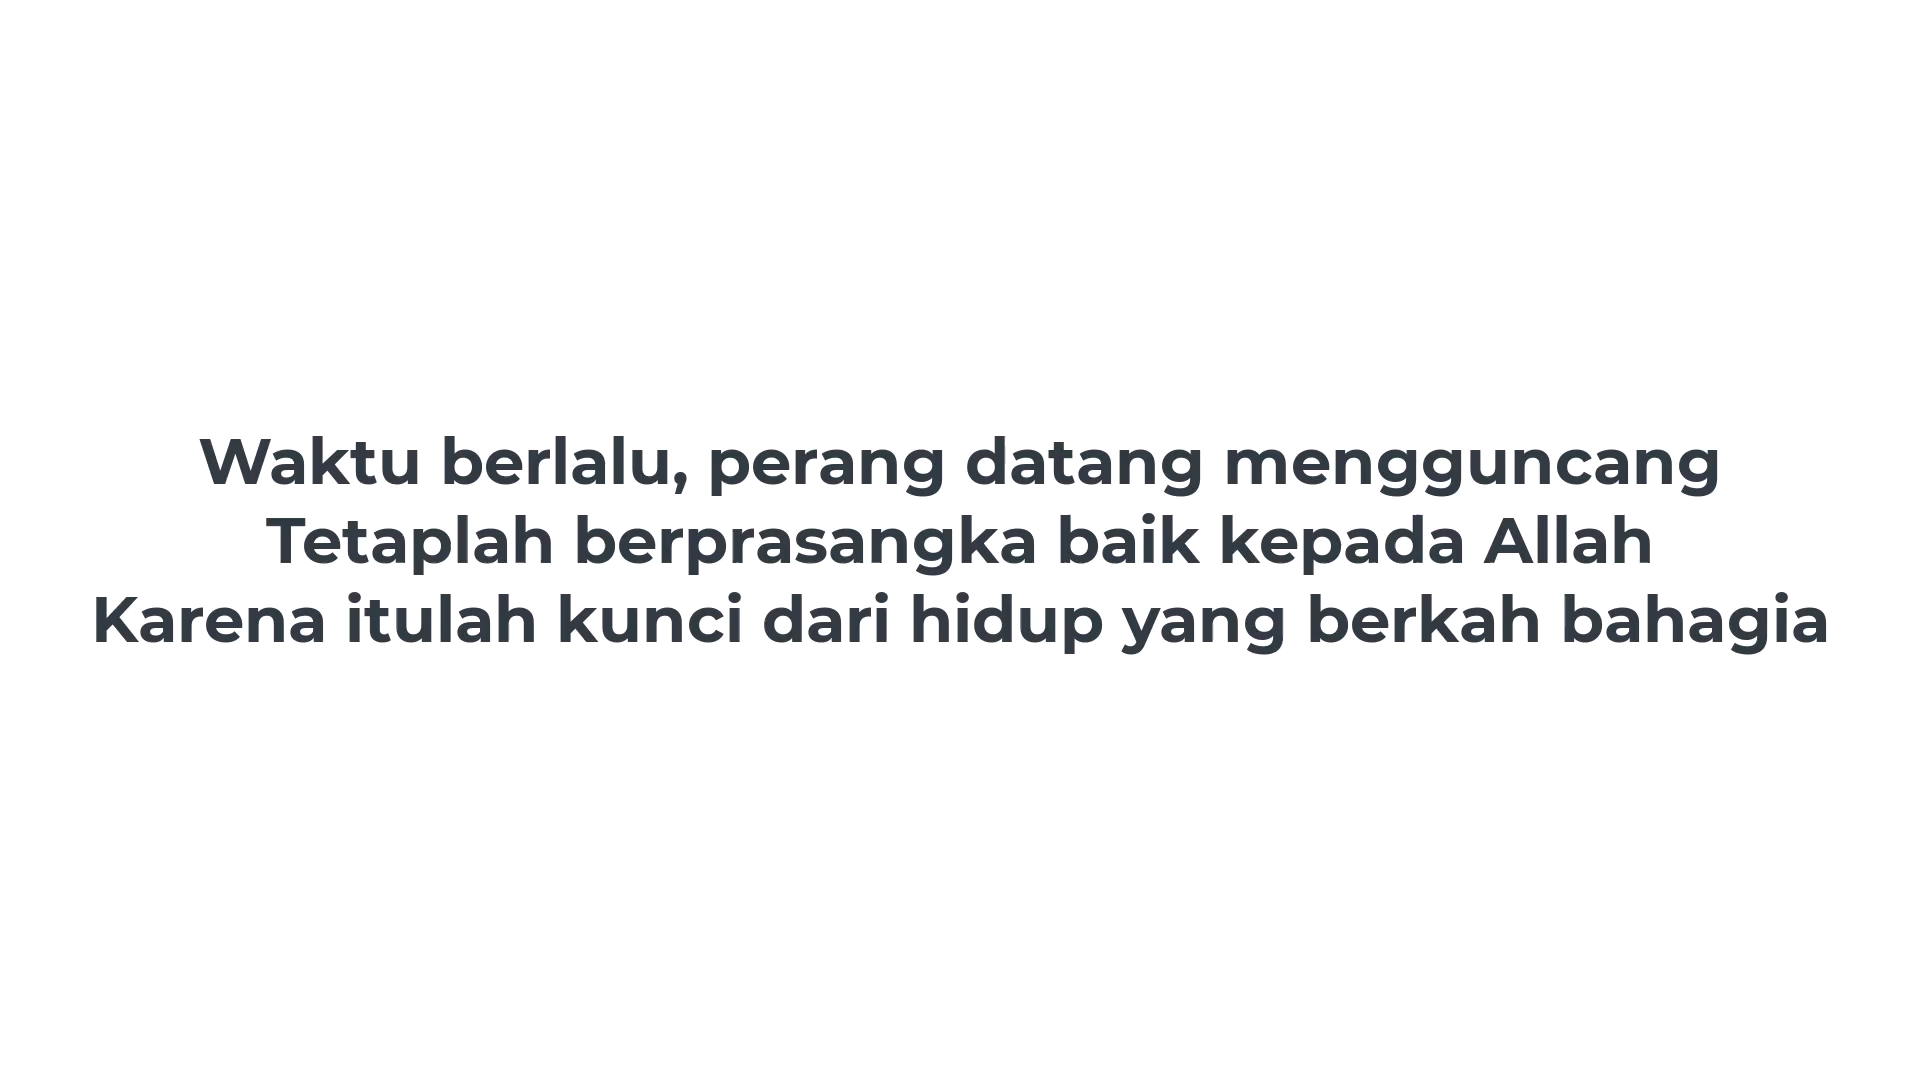 Waktu berlalu, perang datang mengguncang
Tetaplah berprasangka baik kepada Allah
Karena itulah kunci dari hidup yang berkah bahagia